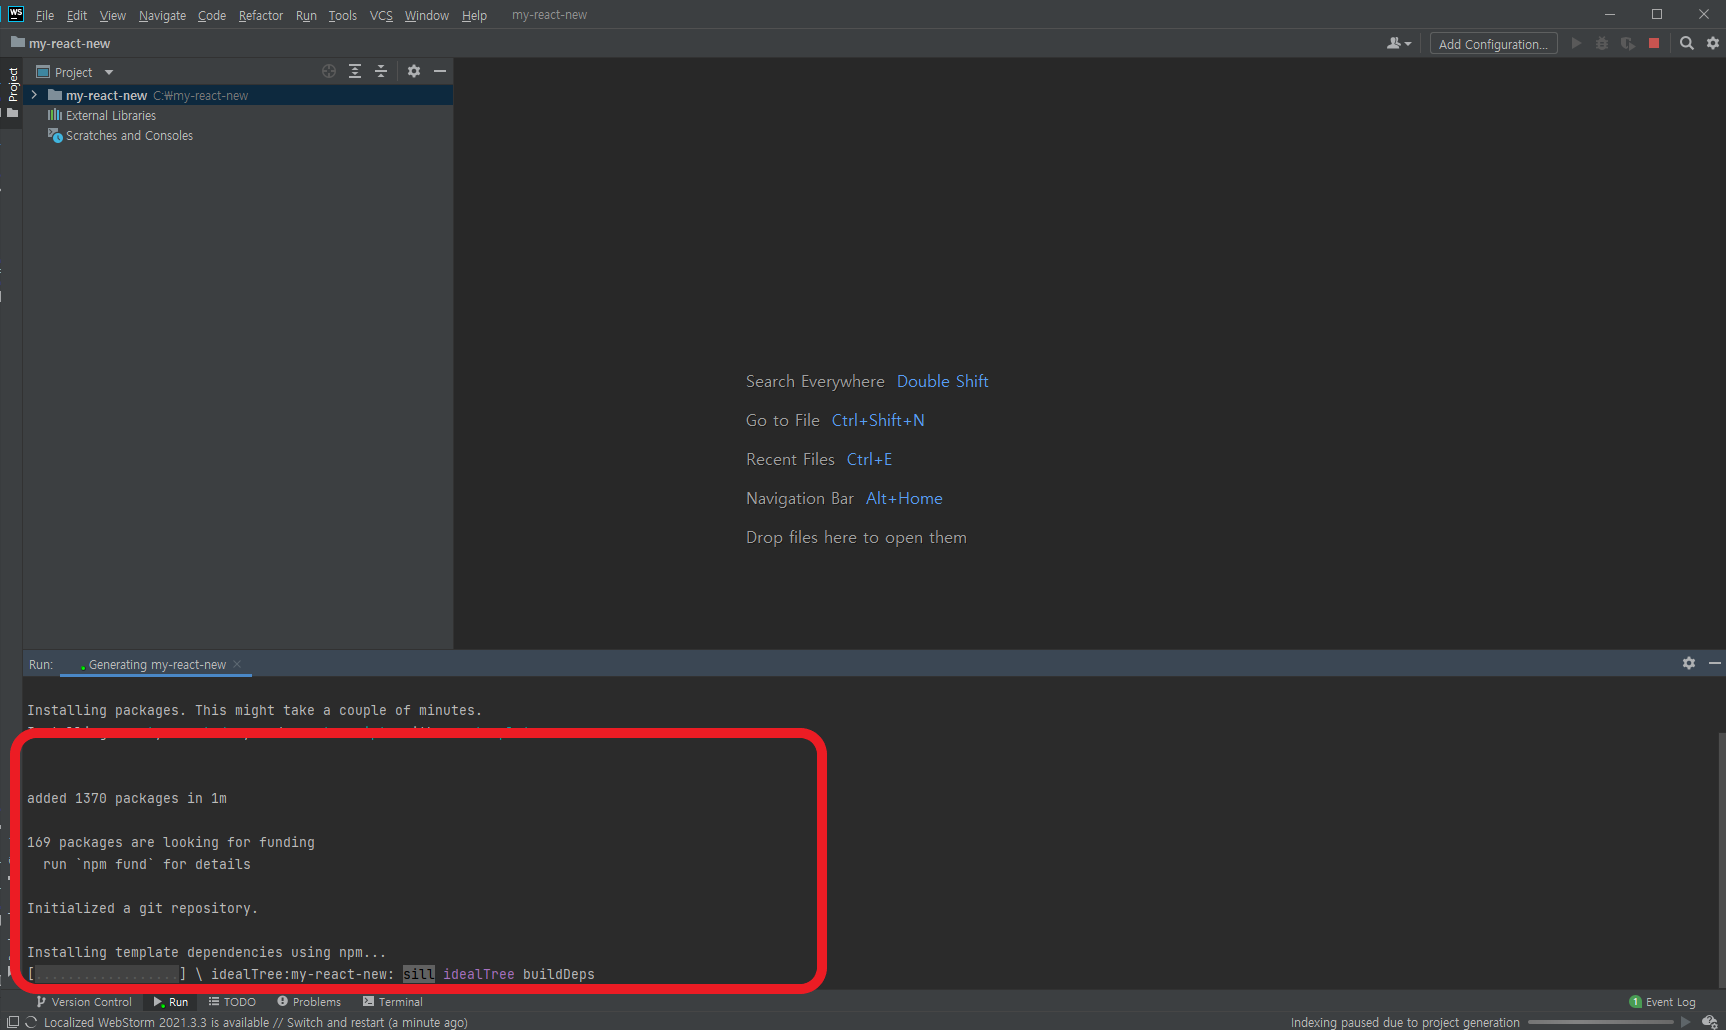 WS File Edit View Navigate Code Refactor Run Tools VCS Window Help my-react-new
my-react-new
Add Configuration...
Project
Project
my-react-new C:₩my-react-new
External Libraries
Scratches and Consoles
Search Everywhere Double Shift
Go to File Ctrl+Shift+N
Recent Files Ctrl+E
Navigation Bar Alt+Home
Drop files here to open them
Run: Generating my-react-new
Installing packages. This might take a couple of minutes.
added 1370 packages in 1m
169 packages are looking for funding
run `npm fund` for details
Initialized a git repository.
Installing template dependencies using npm...
[..................] \ idealTree:my-react-new: sill idealTree buildDeps
Version Control Run TODO Problems Terminal
1 Event Log
Localized WebStorm 2021.3.3 is available // Switch and restart (a minute ago)
Indexing paused due to project generation